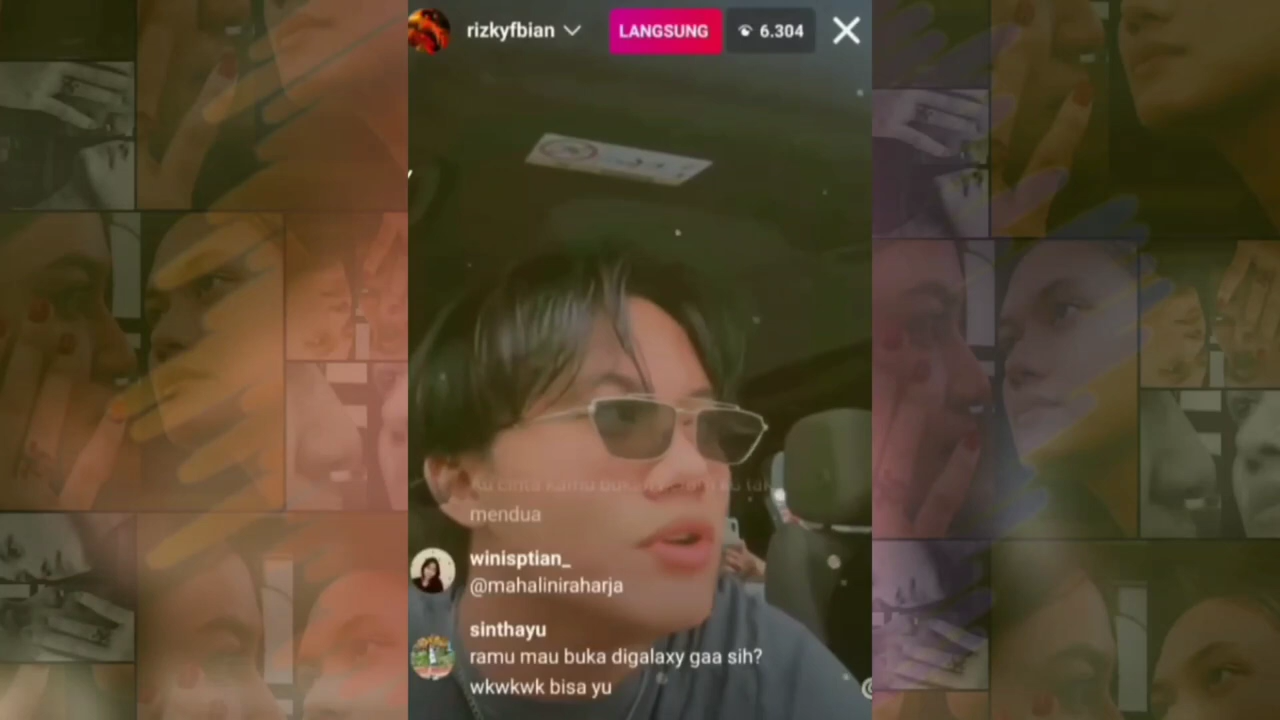 rizkyfbian
LANGSUNG
6.304
mendua
winisptian_
@mahaliniraharja
sinthayu
ramu mau buka digalaxy gaa sih?
wkwkwk bisa yu